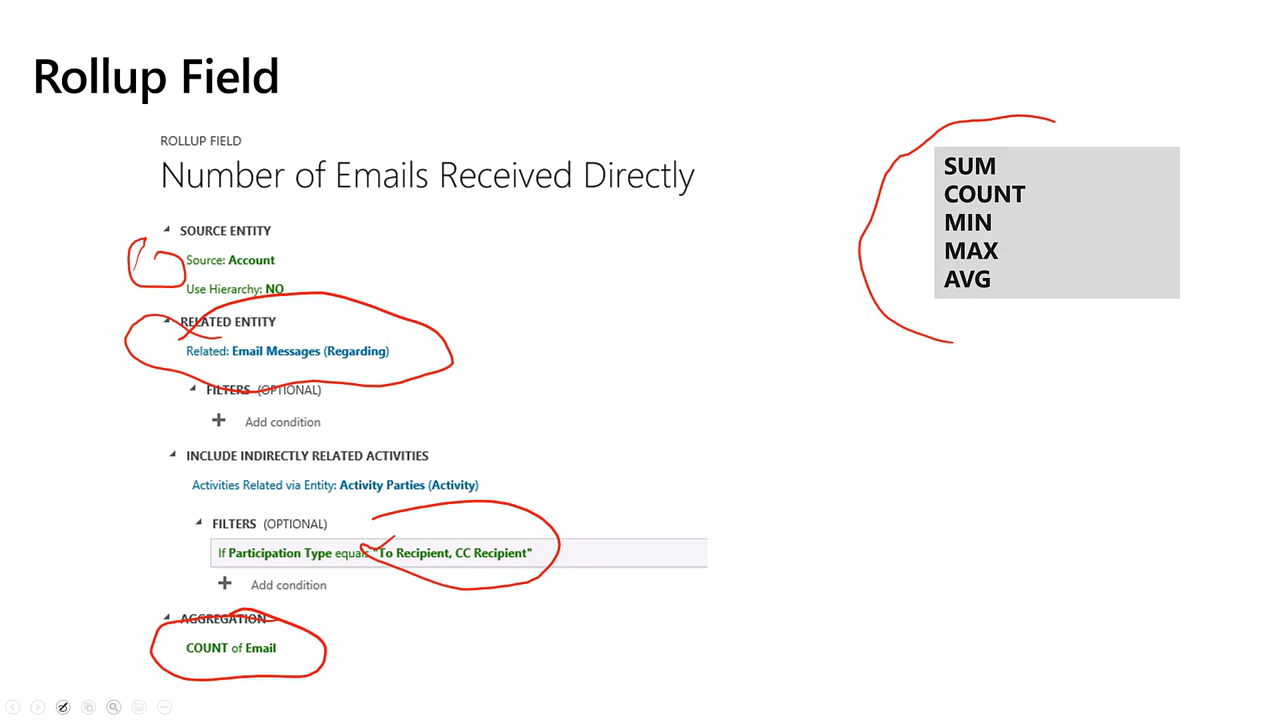 Rollup Field
ROLLUP FIELD
Number of Emails Received Directly
SOURCE ENTITY
Source: Account
Use Hierarchy: NO
RELATED ENTITY
Related: Email Messages (Regarding)
FILTERS (OPTIONAL)
Add condition
INCLUDE INDIRECTLY RELATED ACTIVITIES
Activities Related via Entity: Activity Parties (Activity)
FILTERS (OPTIONAL)
If Participation Type equals "To Recipient, CC Recipient"
Add condition
AGGREGATION
COUNT of Email
SUM
COUNT
MIN
MAX
AVG